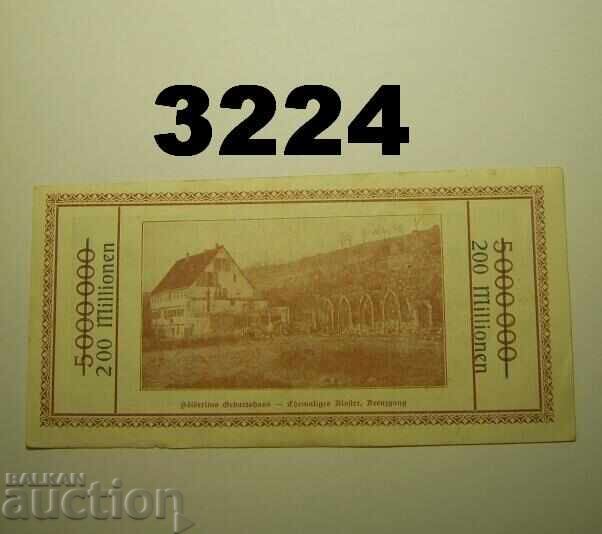 3224
5000000
200 Millionen
5000000
200 Millionen
Hölderlins Geburtshaus — Ehemaliges Kloster, Kreuzgang
BALKAN
auction